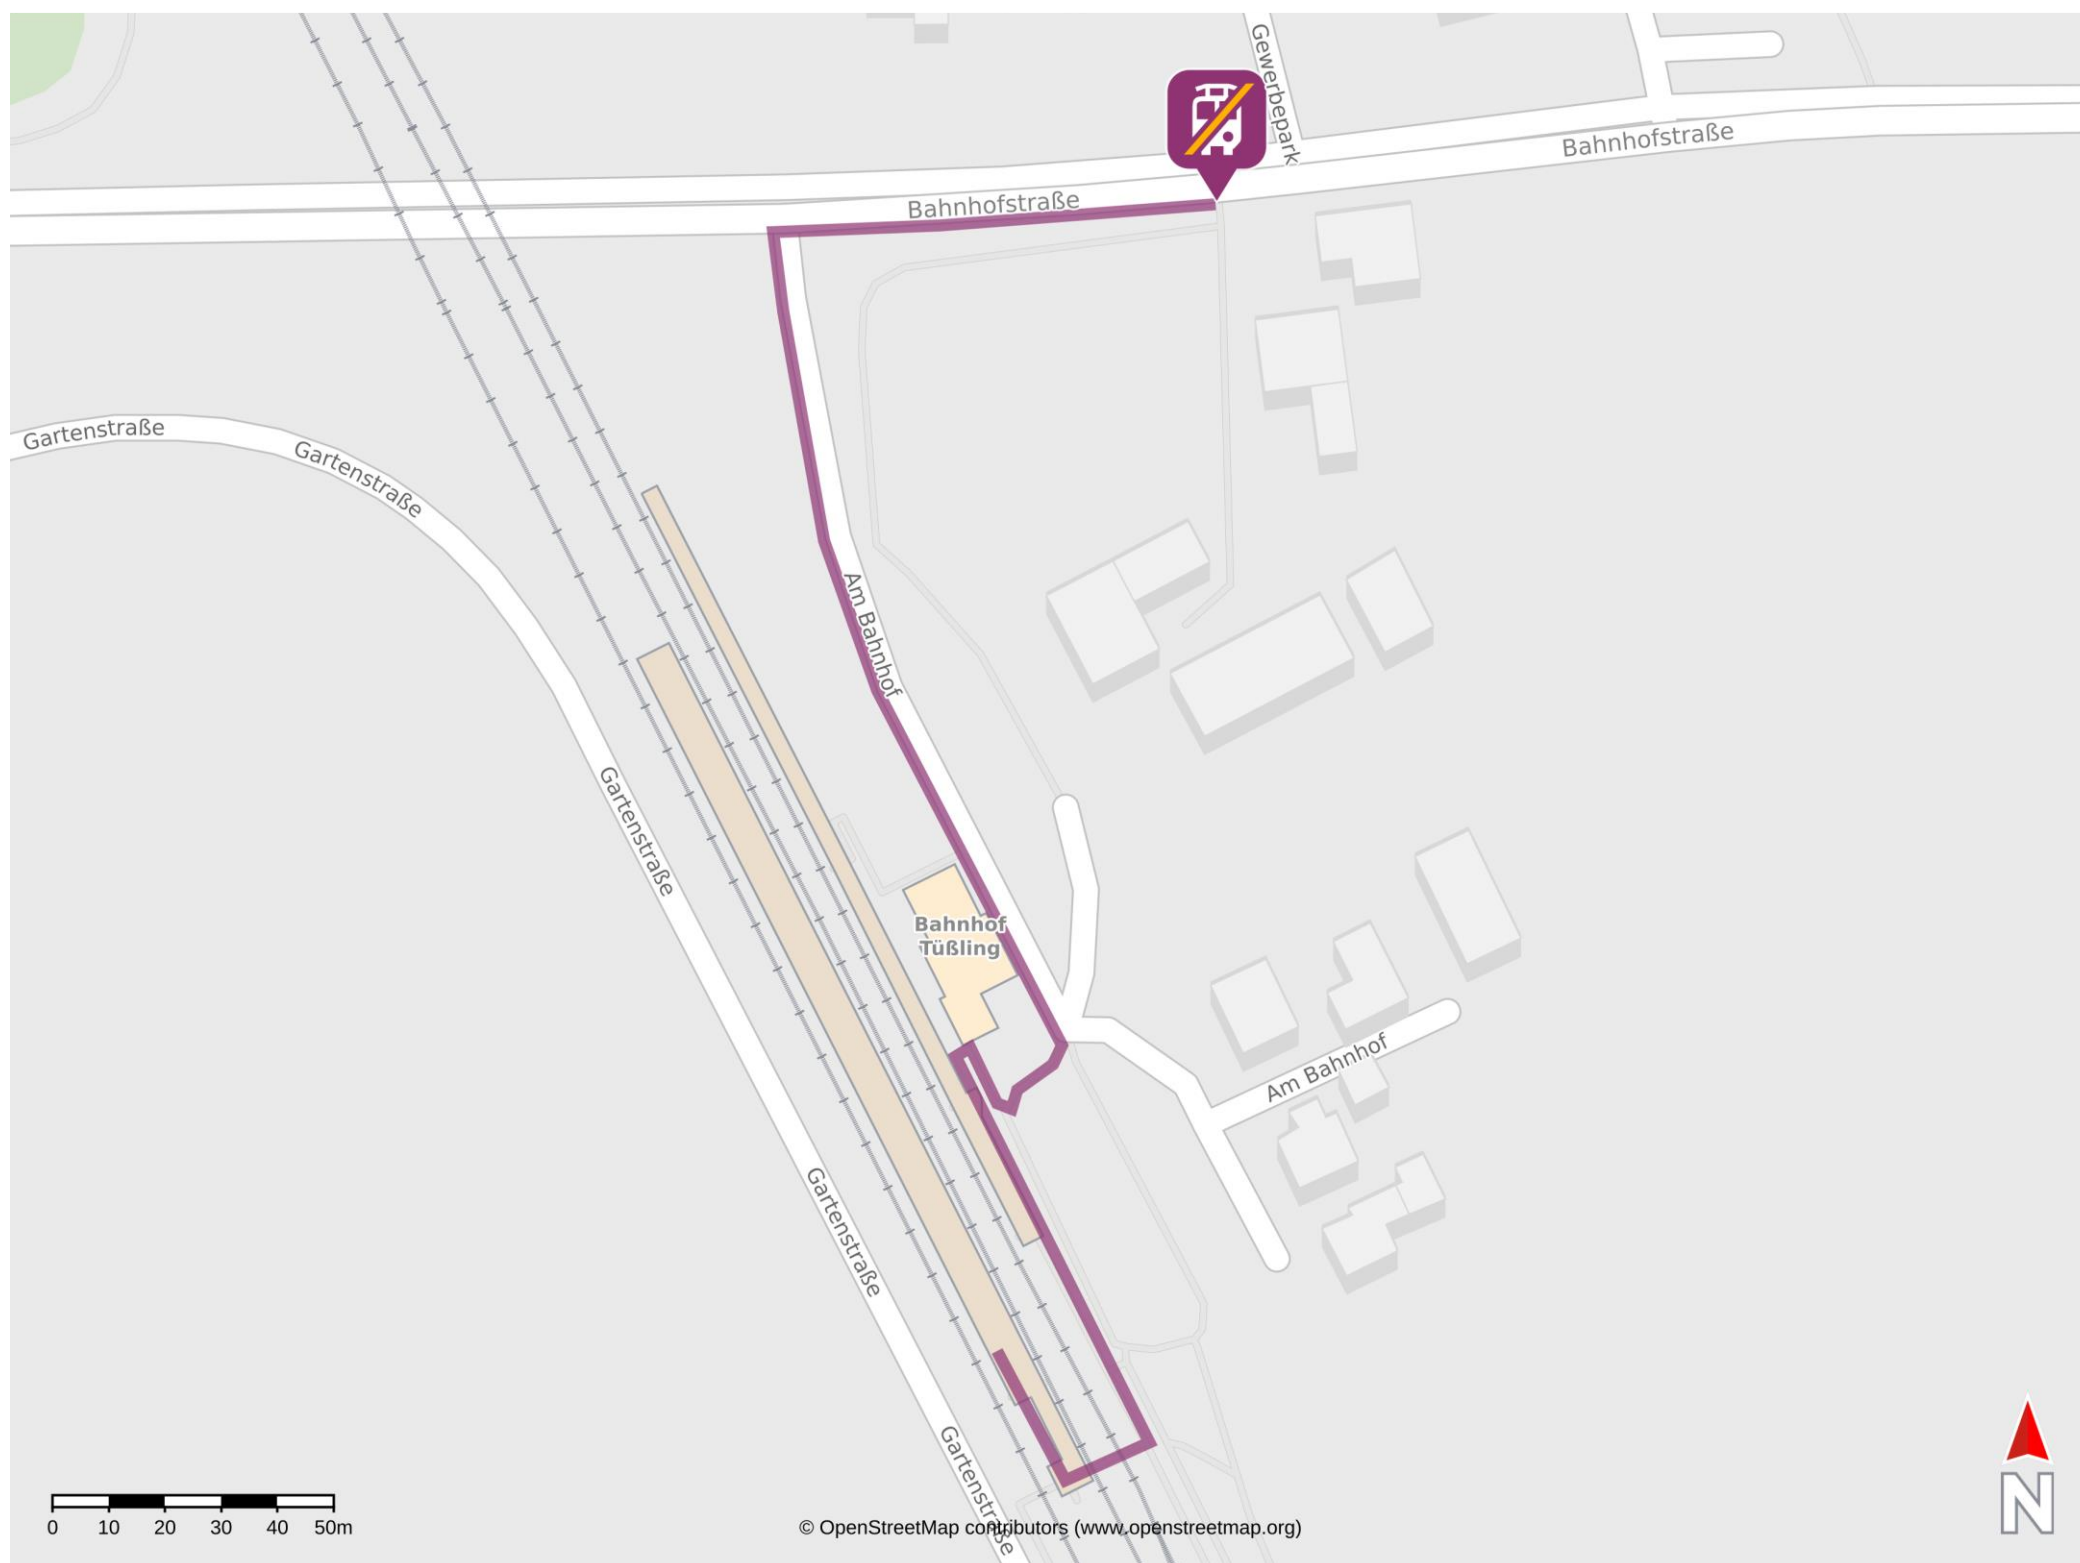 Gewerbepark
Bahnhofstraße
Bahnhofstraße
Gartenstraße
Gartenstraße
Am Bahnhof
Gartenstraße
Bahnhof
Tüßling
Am Bahnhof
Gartenstraße
Gartenstraße
N
0 10 20 30 40 50m
© OpenStreetMap contributors (www.openstreetmap.org)